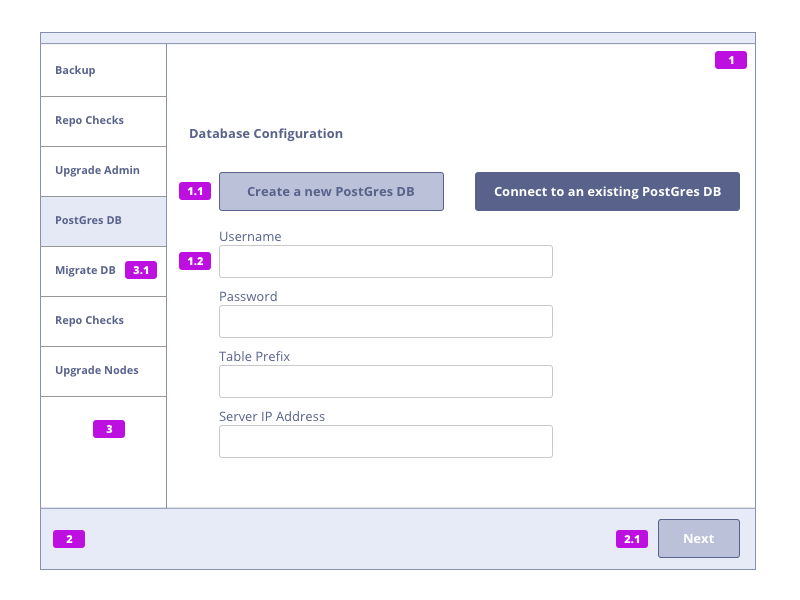 Backup
Repo Checks
Upgrade Admin
PostGres DB
Migrate DB 3.1
Repo Checks
Upgrade Nodes
3
1
Database Configuration
1.1 Create a new PostGres DB Connect to an existing PostGres DB
Username
1.2
Password
Table Prefix
Server IP Address
2 2.1 Next